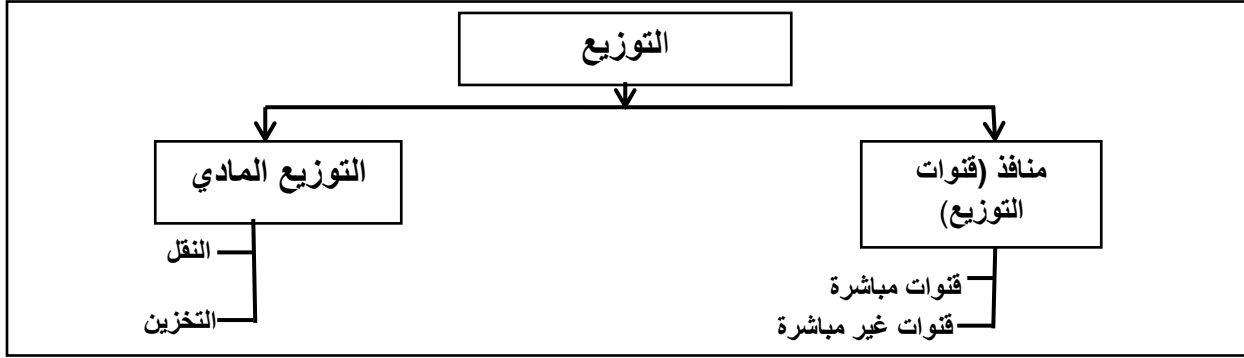 التوزيع
منافذ (قنوات
التوزيع)
قنوات مباشرة
قنوات غير مباشرة
التوزيع المادي
النقل
التخزين